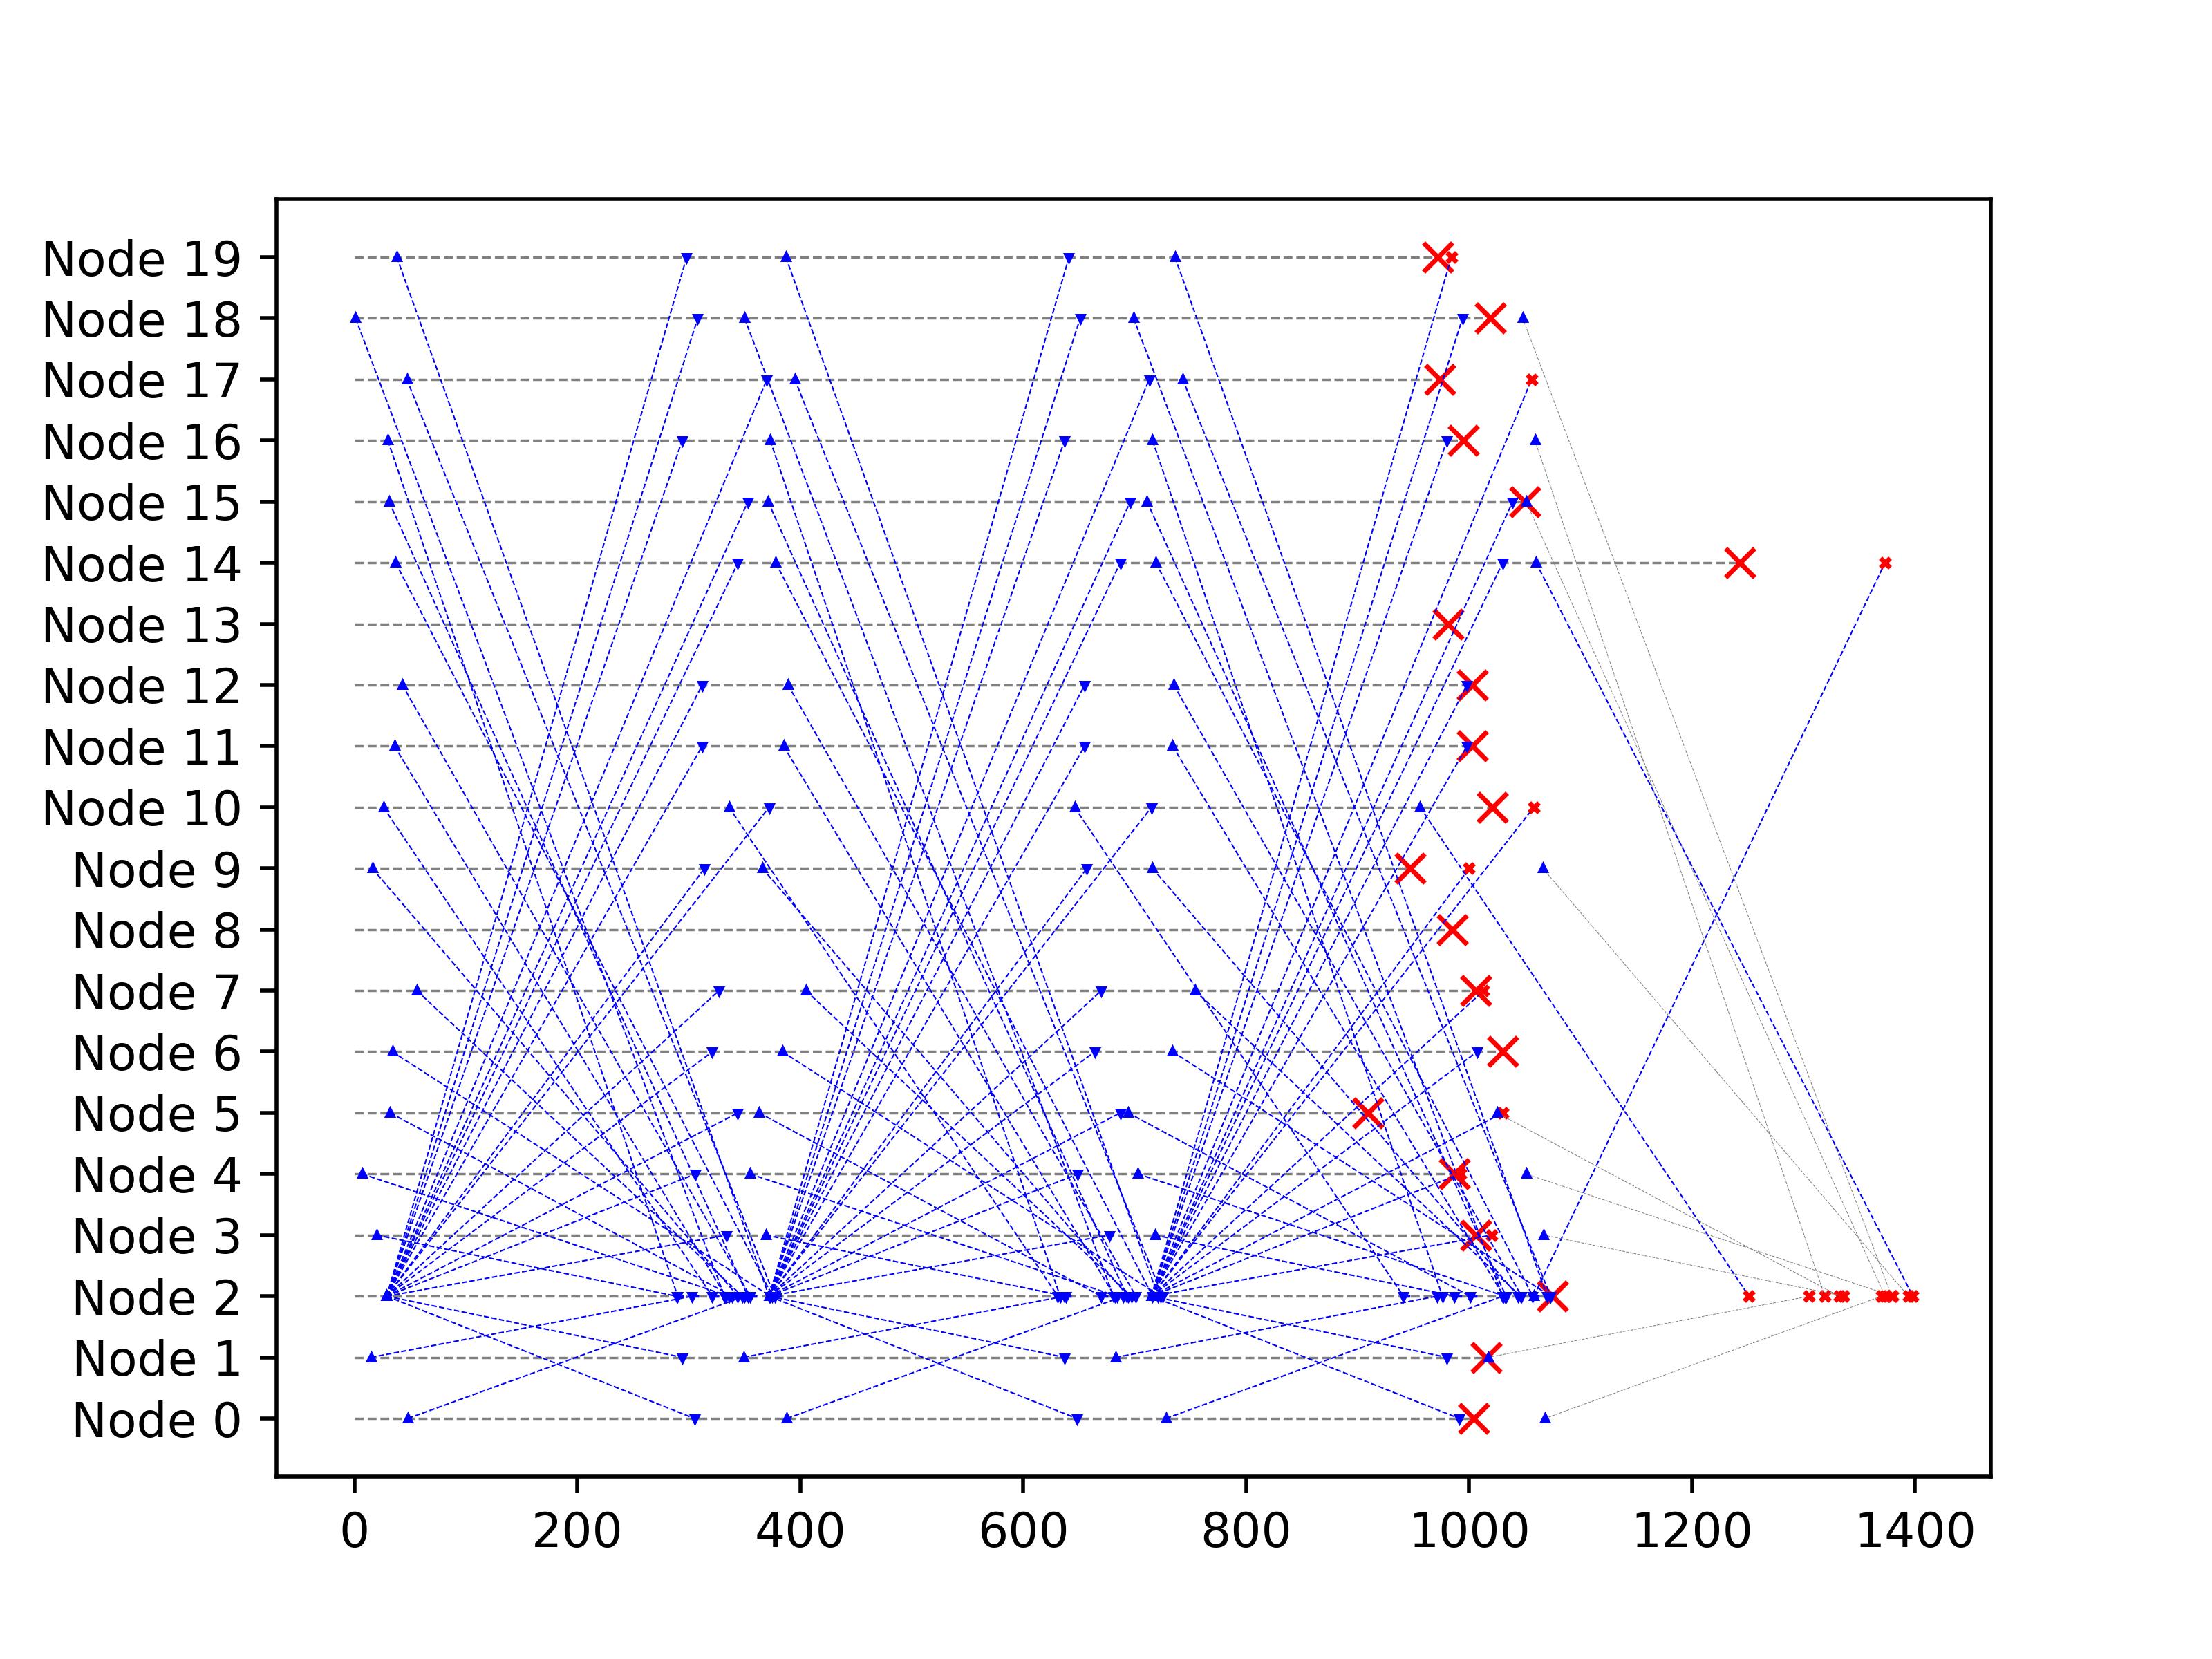 Node 19
Node 18
Node 17
Node 16
Node 15
Node 14
Node 13
Node 12
Node 11
Node 10
Node 9
Node 8
Node 7
Node 6
Node 5
Node 4
Node 3
Node 2
Node 1
Node 0
0 200 400 600 800 1000 1200 1400